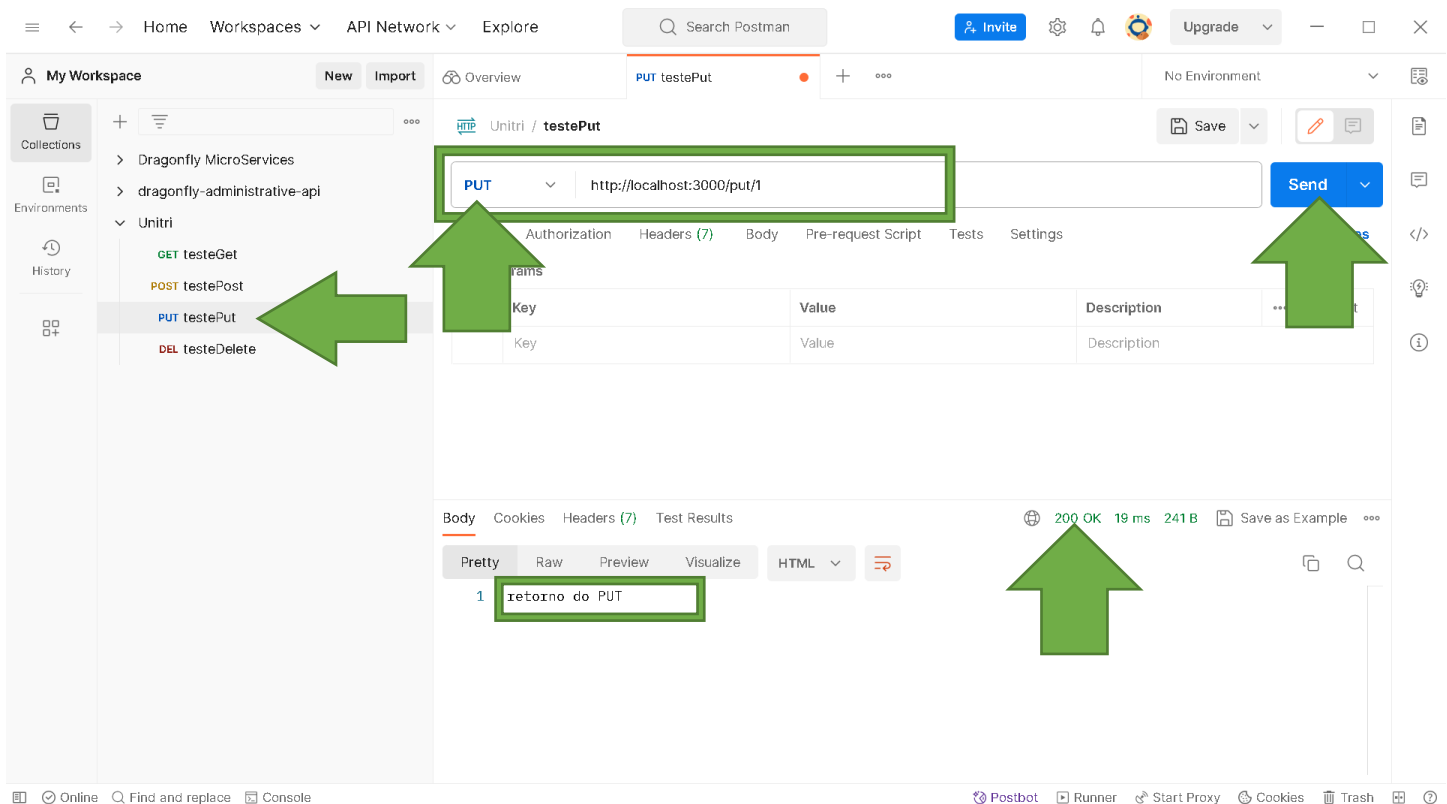 Home Workspaces API Network Explore Search Postman Invite Upgrade
My Workspace New Import Overview PUT testePut No Environment
Collections
Environments
History
Dragonfly MicroServices
dragonfly-administrative-api
Unitri
GET testeGet
POST testePost
PUT testePut
DEL testeDelete
HTTP Unitri / testePut Save
PUT http://localhost:3000/put/1 Send
Authorization Headers (7) Body Pre-request Script Tests Settings
Key Value Description
Key Value Description
Body Cookies Headers (7) Test Results 200 OK 19 ms 241 B Save as Example
Pretty Raw Preview Visualize HTML
1 retorno do PUT
Online Find and replace Console Postbot Runner Start Proxy Cookies Trash